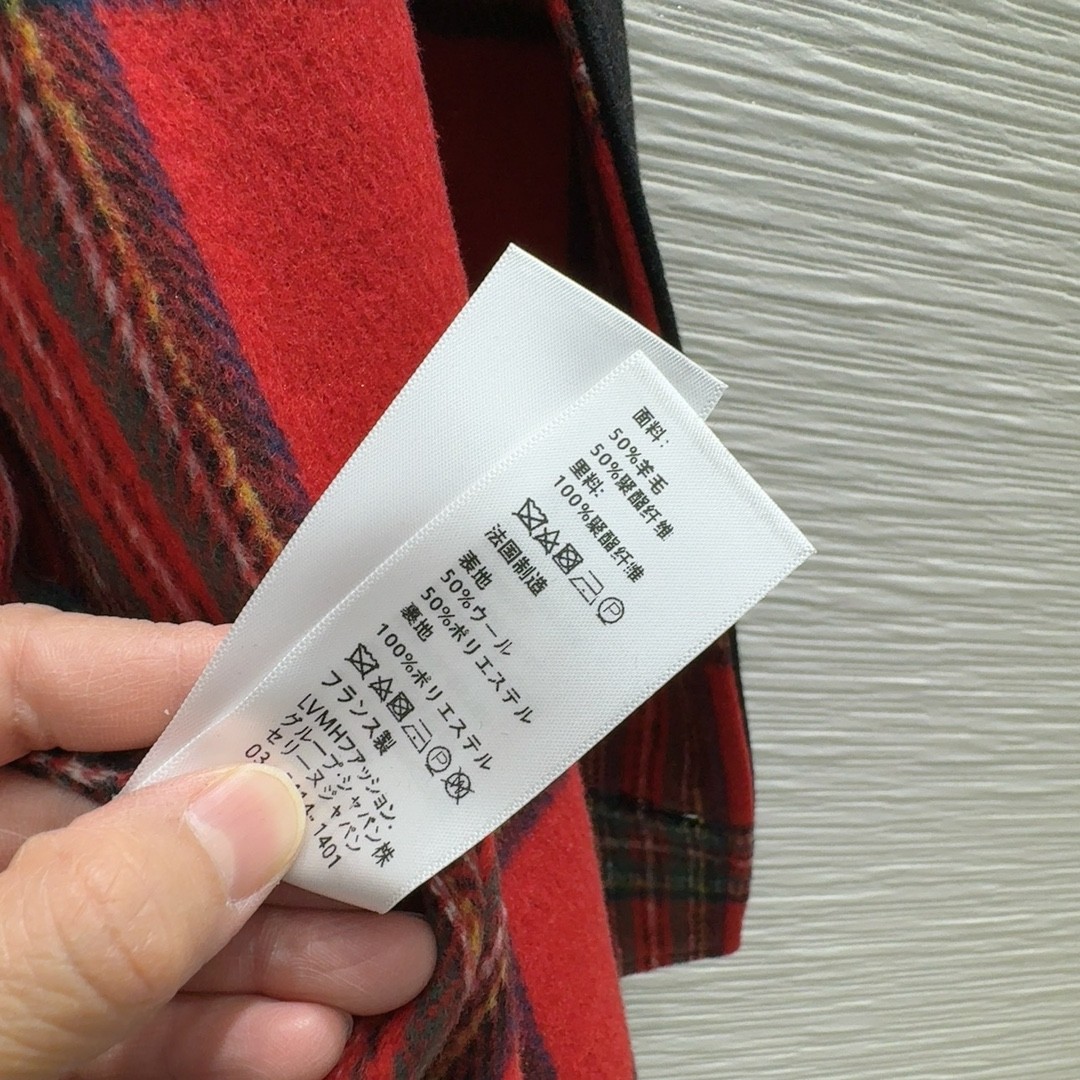 面料：
50%羊毛
50%聚酯纤维
里料:
100%聚酯纤维
法国制造
表地
50%ウール
50%ポリエステル
裏地
100%ポリエステル
フランス製
LVMHファッション・
グループ・ジャパン株
セリーヌジャパン
03 1401